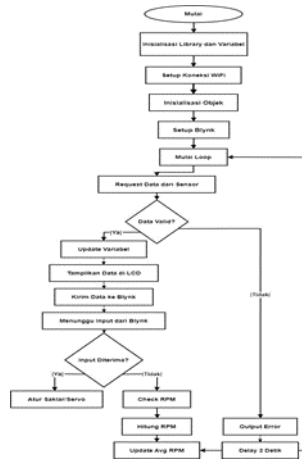 Mulai
Inisialisasi Library dan Variabel
Setup Koneksi WiFi
Inisialisasi Objek
Setup Blynk
Mulai Loop
Request Data dari Sensor
Data Valid?
(Ya)
Update Variabel
Tampilkan Data di LCD
Kirim Data ke Blynk
(Tidak)
Menunggu Input dari Blynk
Input Diterima?
(Ya)
(Tidak)
Atur Saklar/Servo
Check RPM
Hitung RPM
Output Error
Update Avg RPM
Delay 2 Detik